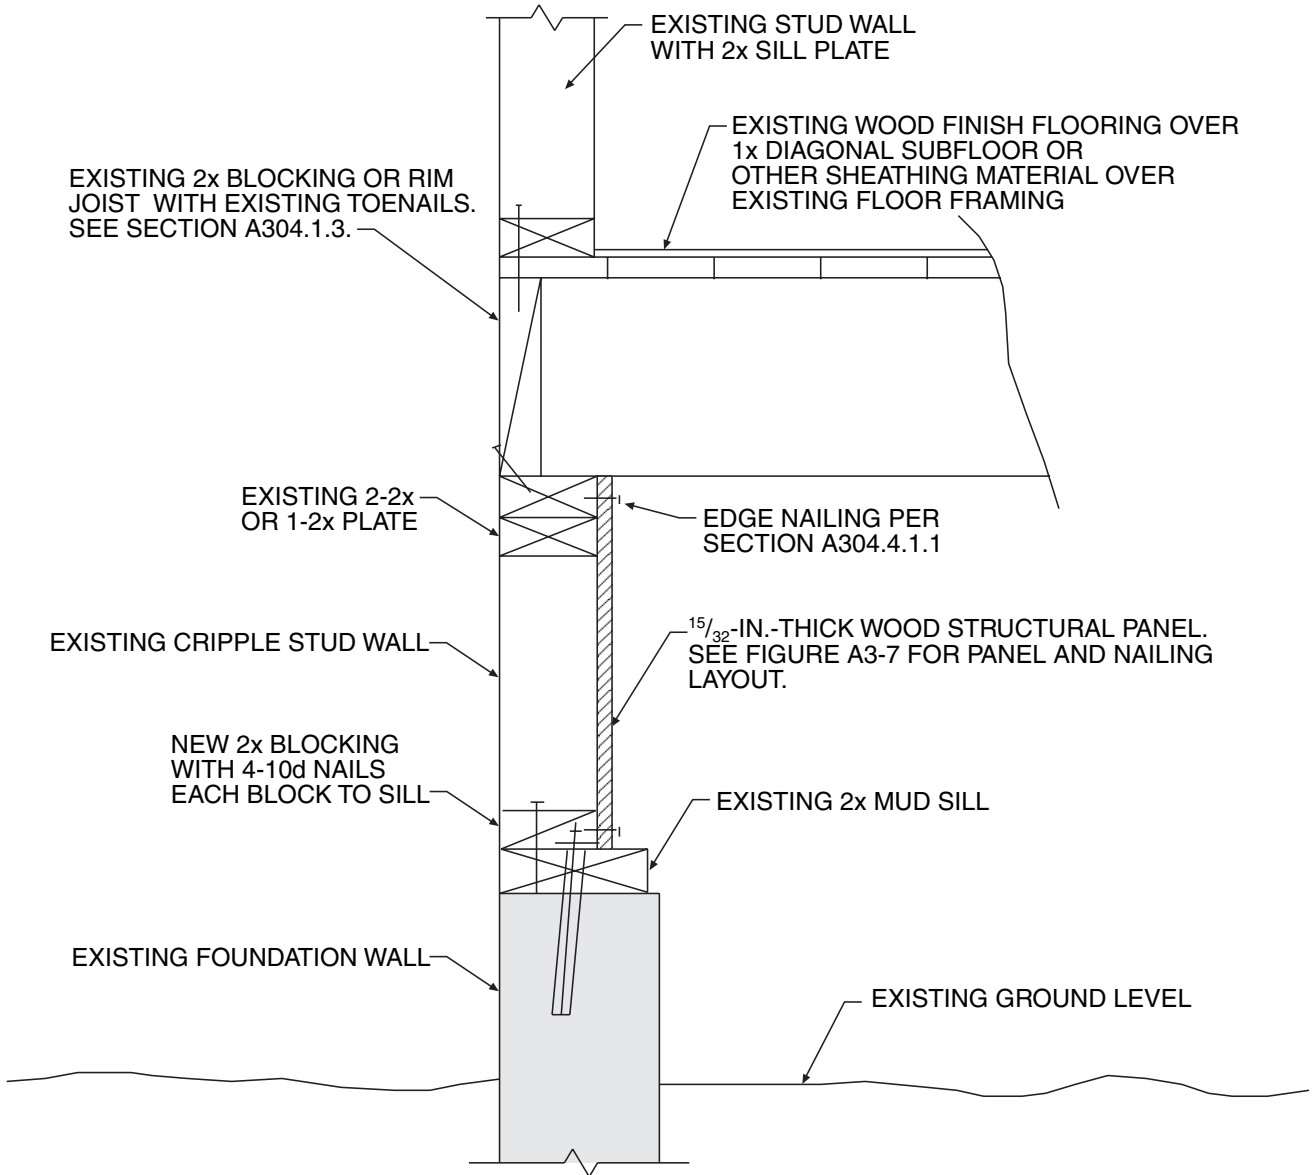 EXISTING STUD WALL
WITH 2x SILL PLATE
EXISTING WOOD FINISH FLOORING OVER
1x DIAGONAL SUBFLOOR OR
OTHER SHEATHING MATERIAL OVER
EXISTING FLOOR FRAMING
EXISTING 2x BLOCKING OR RIM
JOIST WITH EXISTING TOENAILS.
SEE SECTION A304.1.3.
EXISTING 2-2x
OR 1-2x PLATE
EDGE NAILING PER
SECTION A304.4.1.1
EXISTING CRIPPLE STUD WALL
15/32-IN.-THICK WOOD STRUCTURAL PANEL.
SEE FIGURE A3-7 FOR PANEL AND NAILING
LAYOUT.
NEW 2x BLOCKING
WITH 4-10d NAILS
EACH BLOCK TO SILL
EXISTING 2x MUD SILL
EXISTING FOUNDATION WALL
EXISTING GROUND LEVEL